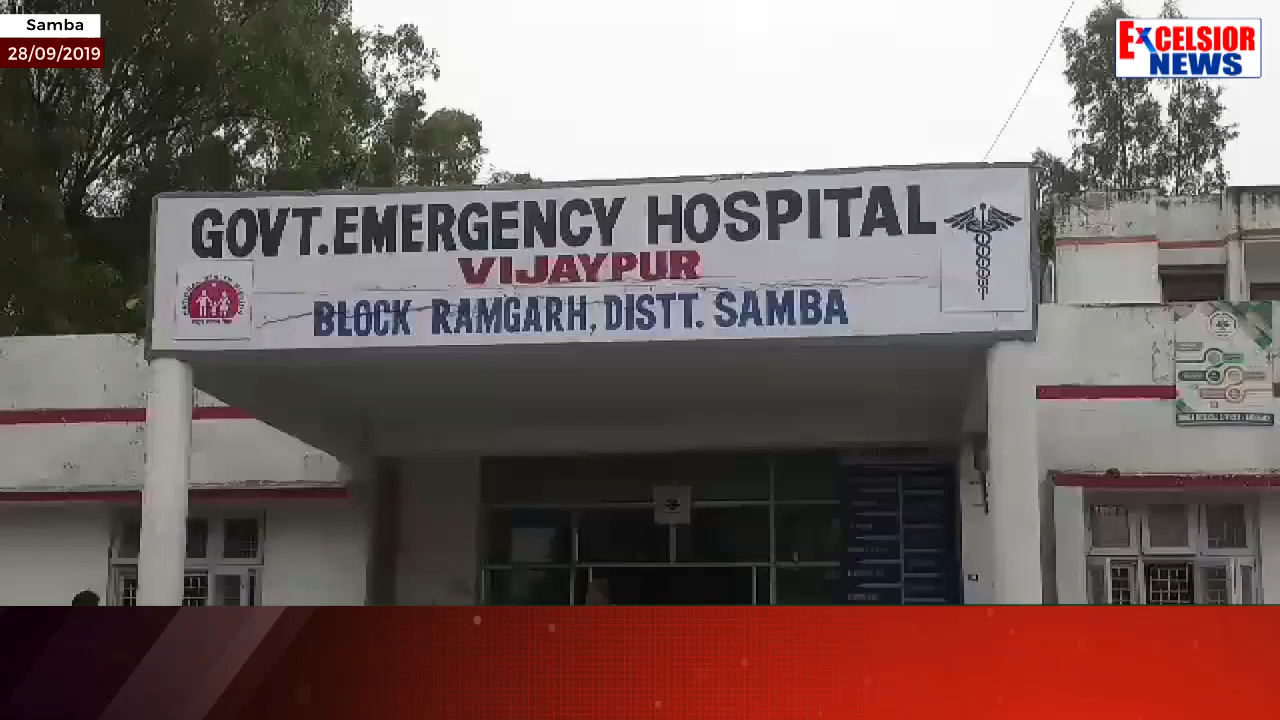 Samba
28/09/2019
EXCELSIOR
NEWS
GOVT.EMERGENCY HOSPITAL
VIJAYPUR
BLOCK RAMGARH, DISTT. SAMBA